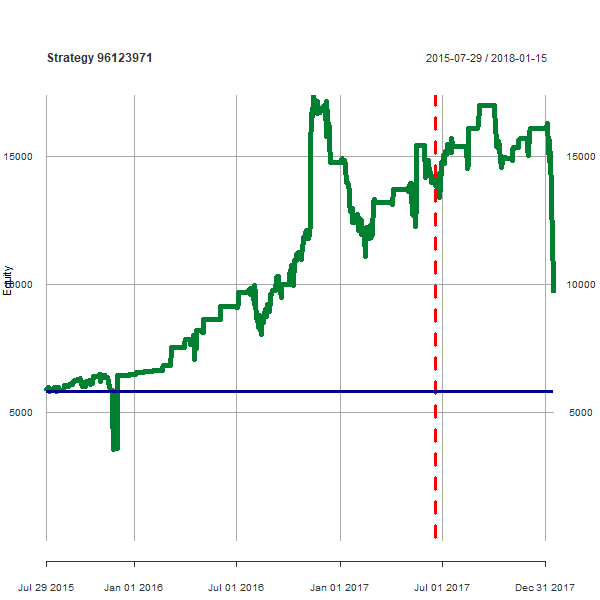 Strategy 96123971
2015-07-29 / 2018-01-15
15000
15000
Equity
10000
10000
5000
5000
Jul 29 2015
Jan 01 2016
Jul 01 2016
Jan 01 2017
Jul 01 2017
Dec 31 2017